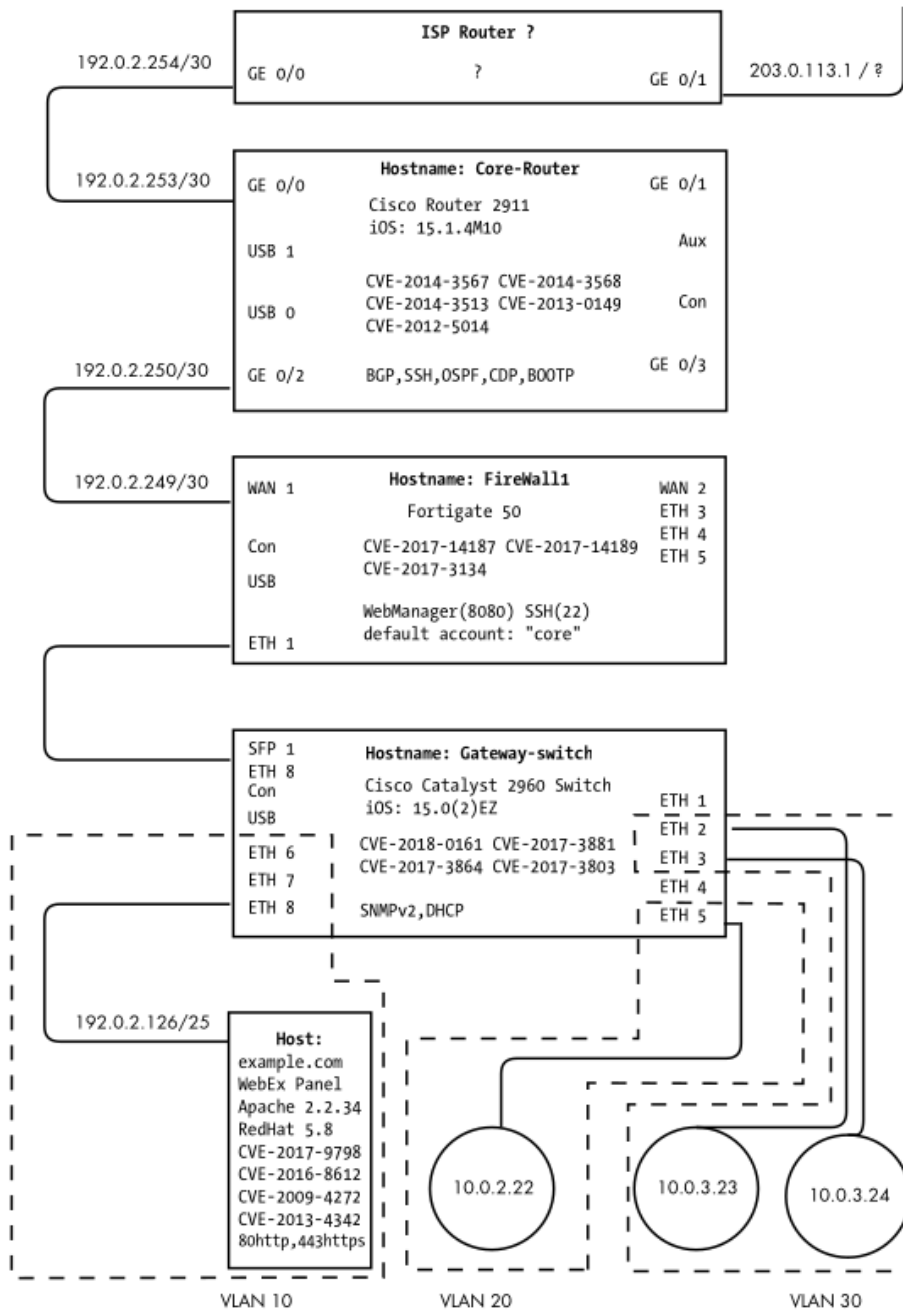 ISP Router ?
192.0.2.254/30
GE 0/0
?
GE 0/1
203.0.113.1 / ?
192.0.2.253/30
Hostname: Core-Router
GE 0/0
GE 0/1
Cisco Router 2911
iOS: 15.1.4M10
USB 1
Aux
CVE-2014-3567 CVE-2014-3568
CVE-2014-3513 CVE-2013-0149
CVE-2012-5014
USB 0
Con
192.0.2.250/30
GE 0/2
BGP,SSH,OSPF,CDP,BOOTP
GE 0/3
192.0.2.249/30
Hostname: FireWall1
WAN 1
WAN 2
Fortigate 50
ETH 3
ETH 4
ETH 5
Con
CVE-2017-14187 CVE-2017-14189
CVE-2017-3134
USB
WebManager(8080) SSH(22)
default account: "core"
ETH 1
SFP 1
ETH 8
Con
USB
Hostname: Gateway-switch
Cisco Catalyst 2960 Switch
iOS: 15.0(2)EZ
ETH 1
ETH 2
ETH 3
ETH 4
ETH 5
CVE-2018-0161 CVE-2017-3881
CVE-2017-3864 CVE-2017-3803
ETH 6
ETH 7
ETH 8
SNMPv2,DHCP
192.0.2.126/25
Host:
example.com
WebEx Panel
Apache 2.2.34
RedHat 5.8
CVE-2017-9798
CVE-2016-8612
CVE-2009-4272
CVE-2013-4342
80http,443https
10.0.2.22
10.0.3.23
10.0.3.24
VLAN 10
VLAN 20
VLAN 30